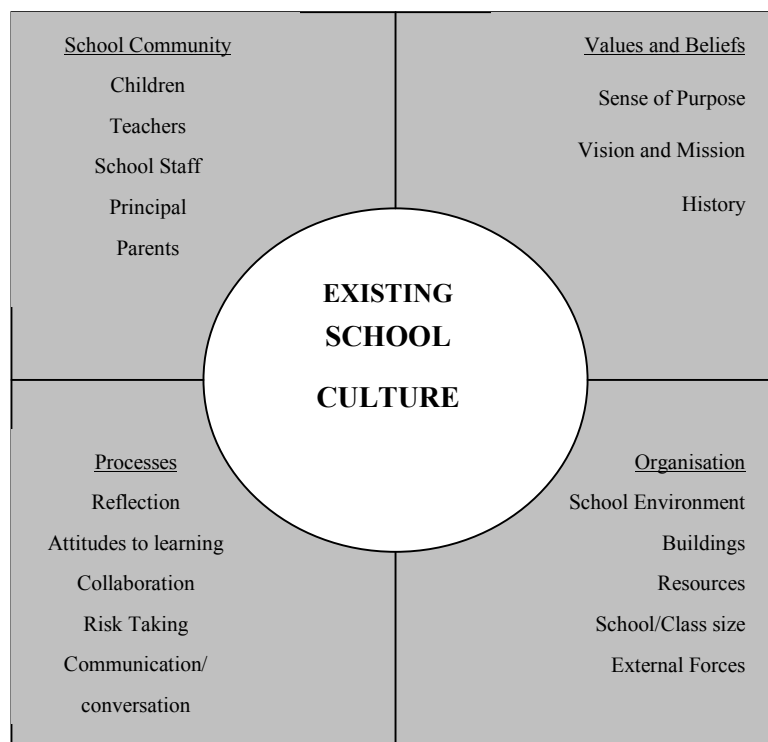 School Community
Children
Teachers
School Staff
Principal
Parents
Values and Beliefs
Sense of Purpose
Vision and Mission
History
EXISTING
SCHOOL
CULTURE
Processes
Reflection
Attitudes to learning
Collaboration
Risk Taking
Communication/
conversation
Organisation
School Environment
Buildings
Resources
School/Class size
External Forces